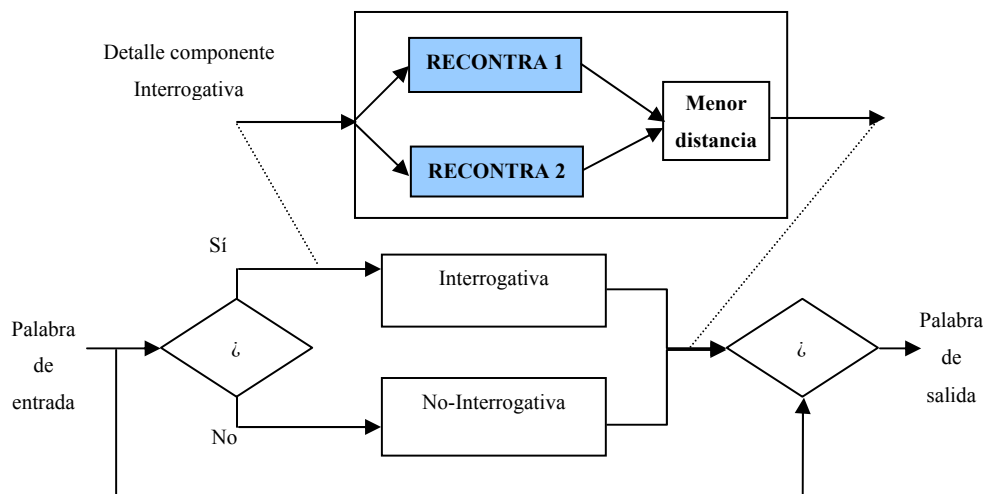 Detalle componente
Interrogativa
RECONTRA 1
RECONTRA 2
Menor
distancia
Sí
Interrogativa
Palabra
de
entrada
¿
No
No-Interrogativa
¿
Palabra
de
salida